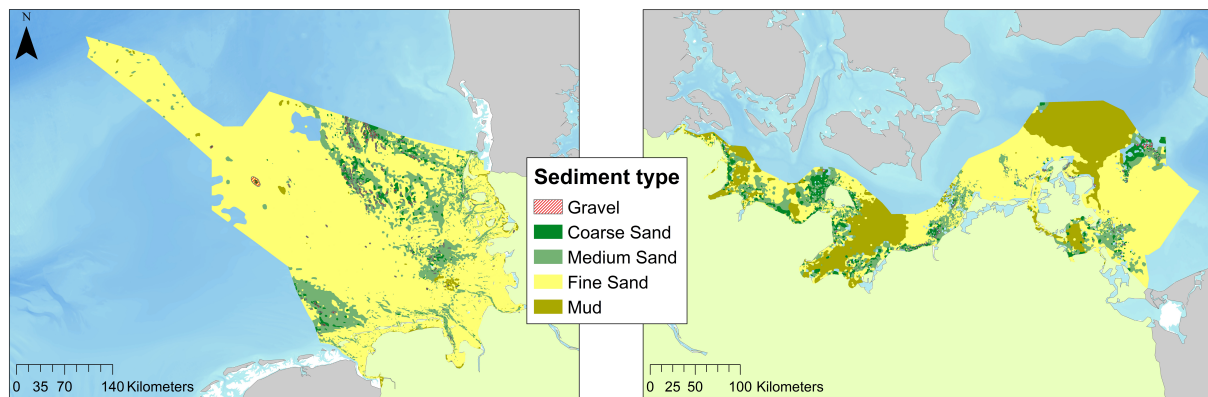 N
Sediment type
Gravel
Coarse Sand
Medium Sand
Fine Sand
Mud
0 35 70 140 Kilometers
0 25 50 100 Kilometers